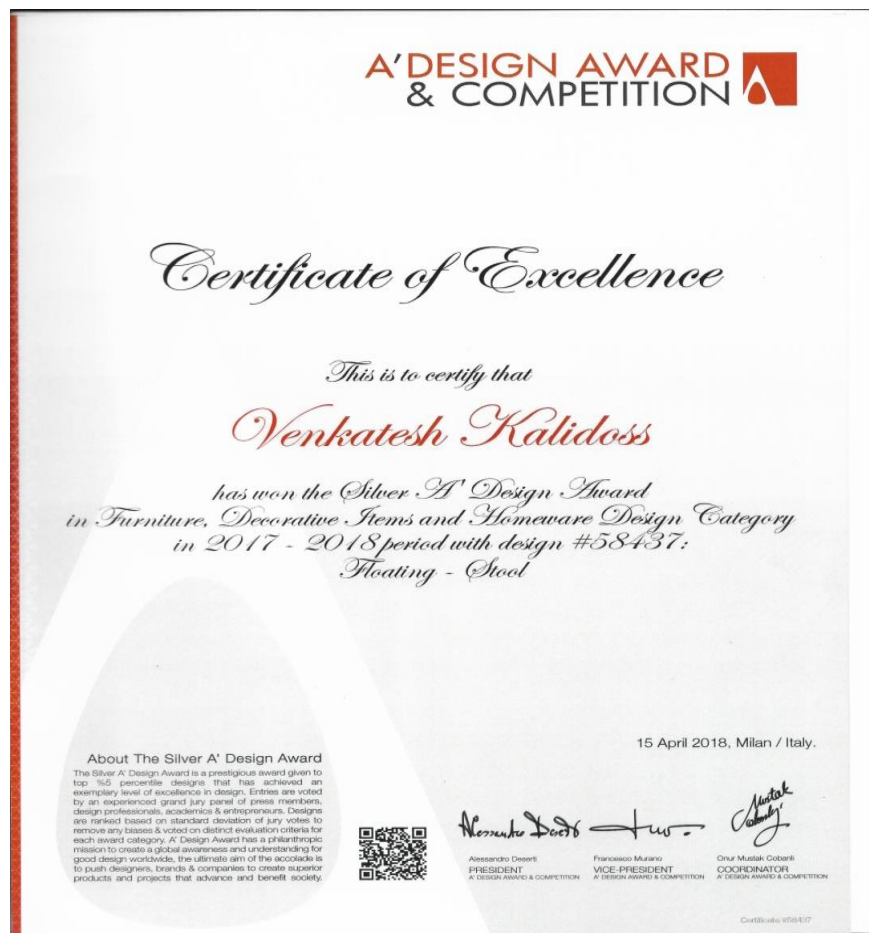 A'DESIGN AWARD
& COMPETITION
Certificate of Excellence
This is to certify that
Venkatesh Kalidoss
has won the Silver A' Design Award
in Furniture, Decorative Items and Homeware Design Category
in 2017 - 2018 period with design #58437:
Floating - Stool
15 April 2018, Milan / Italy.
About The Silver A' Design Award
The Silver A' Design Award is a prestigious award given to
top %5 percentile designs that has achieved an
exemplary level of excellence in design. Entries are voted
by an experienced grand jury panel of press members,
design professionals, academics & entrepreneurs. Designs
are ranked based on standard deviation of jury votes to
remove any biases & voted on distinct evaluation criteria for
each award category. A' Design Award has a philanthropic
mission to create a global awareness and understanding for
good design worldwide, the ultimate aim of the accolade is
to push designers, brands & companies to create superior
products and projects that advance and benefit society.
Alessandro Deserti
PRESIDENT
A' DESIGN AWARD & COMPETITION
Francesco Murano
VICE-PRESIDENT
A' DESIGN AWARD & COMPETITION
Onur Mustak Cobanli
COORDINATOR
A' DESIGN AWARD & COMPETITION
Certificate #58437